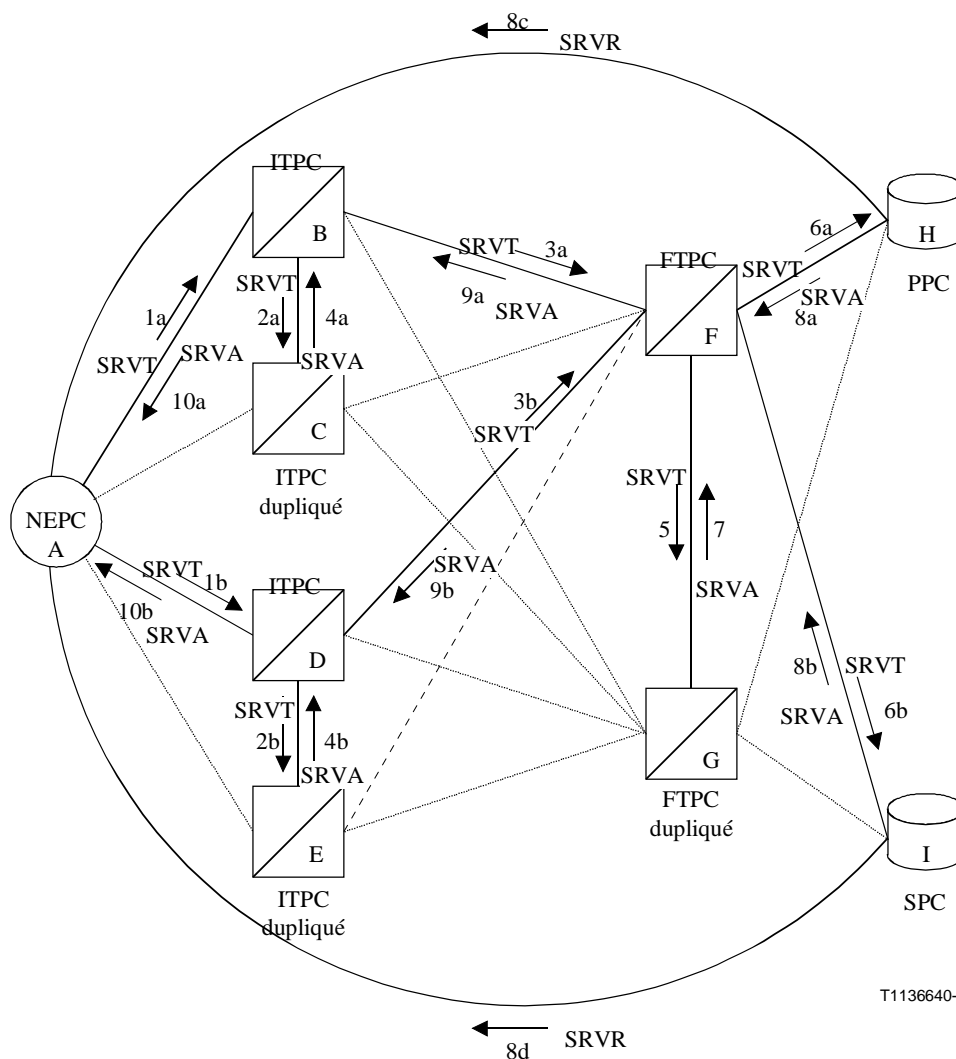 8c
SRVR
ITPC
B
6a
H
SRVT
3a
FTPC
SRVT
SRVT
9a
SRVA
PPC
1a
2a
4a
SRVA
8a
F
SRVT
SRVA
SRVA
10a
3b
C
SRVT
ITPC
dupliqué
SRVT
NEPC
A
5
7
SRVT
1b
SRVA
9b
ITPC
10b
SRVA
SRVA
D
8b
SRVT
SRVT
SRVA
6b
2b
4b
G
SRVA
FTPC
dupliqué
E
I
ITPC
dupliqué
SPC
T1136640-
SRVR
8d